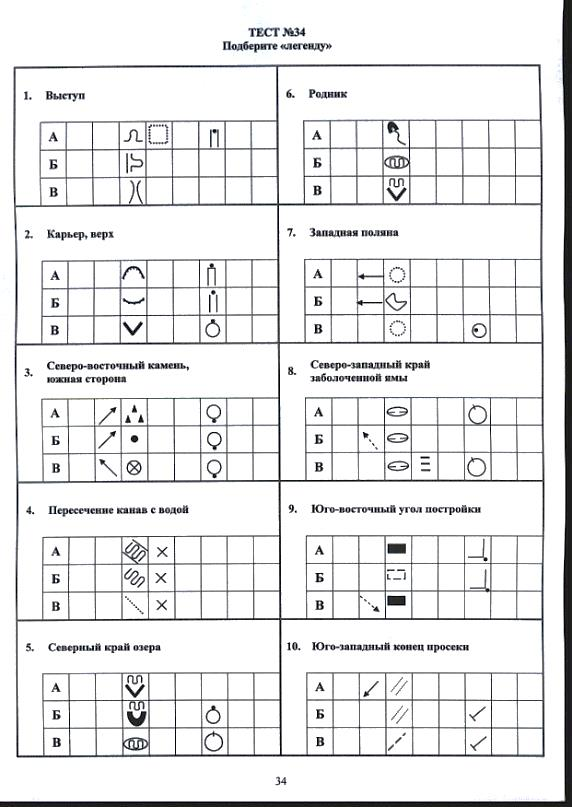 ТЕСТ №34
Подберите «легенду»
1. Выступ
А
Б
В
2. Карьер, верх
А
Б
В
3. Северо-восточный камень,
южная сторона
А
Б
В
4. Пересечение канав с водой
А
Б
В
5. Северный край озера
А
Б
В
6. Родник
А
Б
В
7. Западная поляна
А
Б
В
8. Северо-западный край
заболоченной ямы
А
Б
В
9. Юго-восточный угол постройки
А
Б
В
10. Юго-западный конец просеки
А
Б
В
34